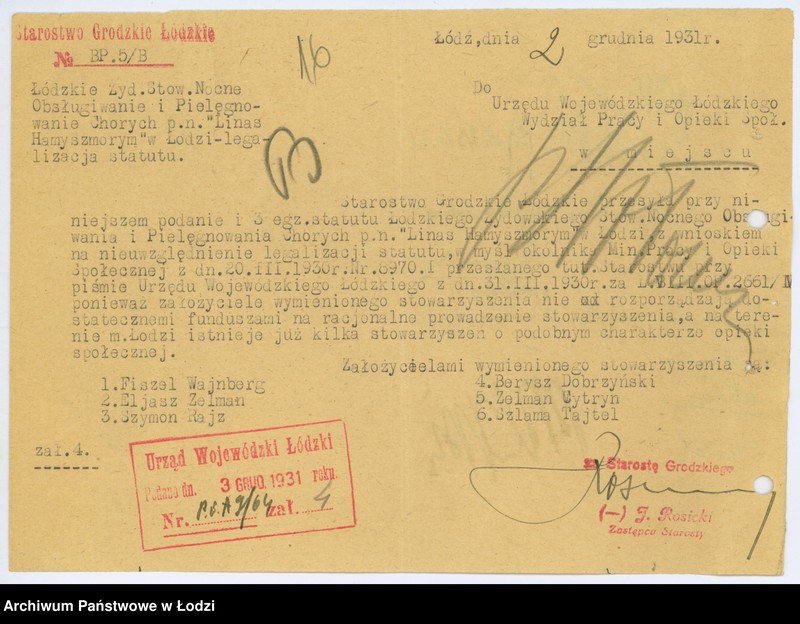 Starostwo Grodzkie Łódzkie
№ BP.5/B
Łódź,dnia 2 grudnia 1931r.
16
Łódzkie Żyd.Stow.Nocne
Obsługiwanie i Pielęgno-
wanie Chorych p.n."Linas
Hamyszmorym"w Łodzi-lega-
lizacja statutu.
B
Do
Urzędu Wojewódzkiego Łódzkiego
Wydział Pracy i Opieki Społ.
w miejscu
Starostwo Grodzkie Łódzkie przesyła przy ni-
niejszem podanie i 3 egz.statutu Łódzkiego Żydowskiego Stow.Nocnego Obsługi-
wania i Pielęgnowania Chorych p.n."Linas Hamyszmorym"w Łodzi z wnioskiem
na nieuwzględnienie legalizacji statutu,w myśl okólnika Min.Pracy i Opieki
Społecznej z dn.20.III.1930r.Nr.8970.I przesłanego tut.Starostwu przy
piśmie Urzędu Wojewódzkiego Łódzkiego z dn.31.III.1930r.za 2661/
ponieważ założyciele wymienionego stowarzyszenia nie rozporządzają do-
statecznemi funduszami na racjonalne prowadzenie stowarzyszenia,a na tere-
nie m.Łodzi istnieje już kilka stowarzyszeń o podobnym charakterze opieki
społecznej.
Założycielami wymienionego stowarzyszenia są:
1.Fiszel Wajnberg
2.Eljasz Zelman
3.Szymon Rajz
4.Berysz Dobrzyński
5.Zelman Cytryn
6.Szlama Tajtel
zał.4.
Urząd Wojewódzki Łódzki
Podano dn. 3 GRUD.1931 roku
Nr. zał. 4
Starostę Grodzkiego
(—) J. Rosicki
Zastępca Starosty
Archiwum Państwowe w Łodzi